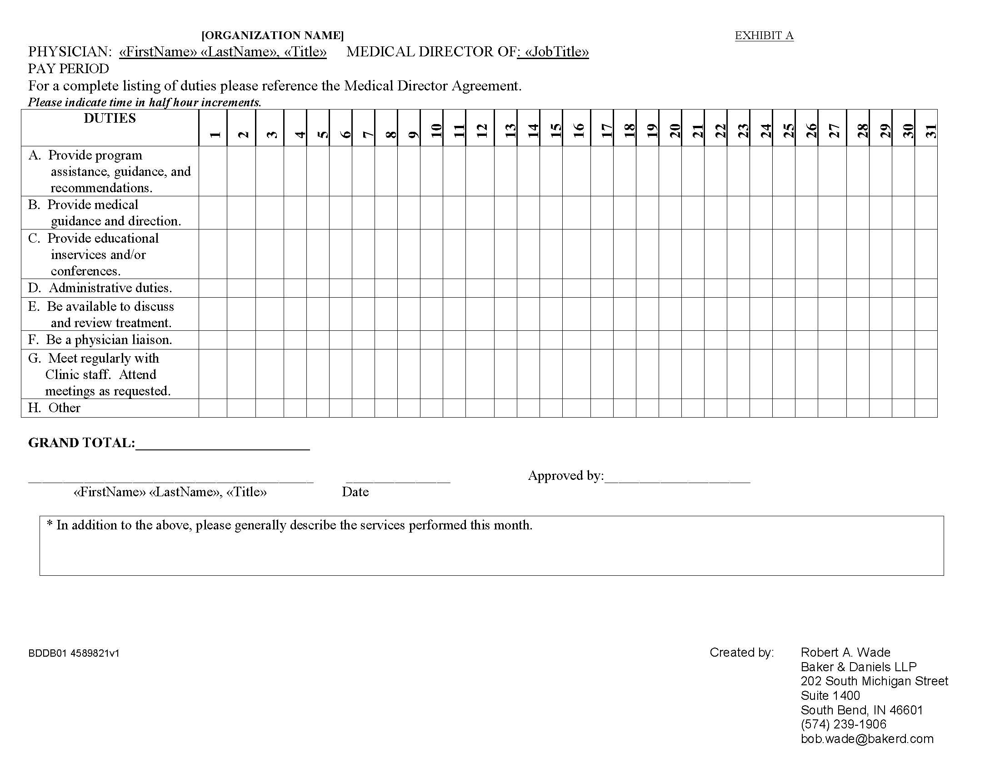 [ORGANIZATION NAME] EXHIBIT A
PHYSICIAN: «FirstName» «LastName», «Title» MEDICAL DIRECTOR OF: «JobTitle»
PAY PERIOD
For a complete listing of duties please reference the Medical Director Agreement.
Please indicate time in half hour increments.
DUTIES 1 2 3 4 5 6 7 8 9 10 11 12 13 14 15 16 17 18 19 20 21 22 23 24 25 26 27 28 29 30 31
A. Provide program
assistance, guidance, and
recommendations.
B. Provide medical
guidance and direction.
C. Provide educational
inservices and/or
conferences.
D. Administrative duties.
E. Be available to discuss
and review treatment.
F. Be a physician liaison.
G. Meet regularly with
Clinic staff. Attend
meetings as requested.
H. Other
GRAND TOTAL:
Approved by:
«FirstName» «LastName», «Title» Date
* In addition to the above, please generally describe the services performed this month.
BDDB01 4589821v1
Created by: Robert A. Wade
Baker & Daniels LLP
202 South Michigan Street
Suite 1400
South Bend, IN 46601
(574) 239-1906
bob.wade@bakerd.com